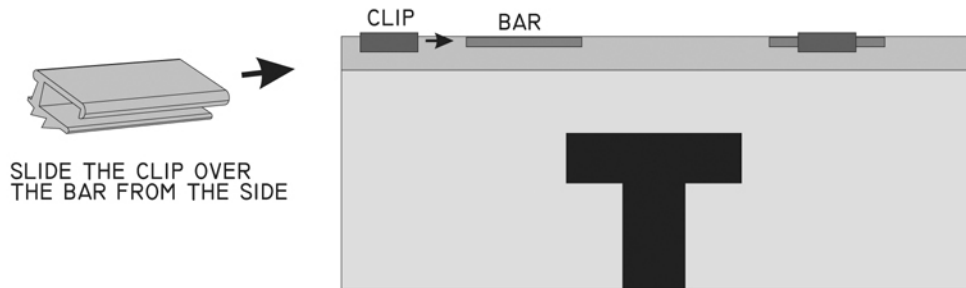 CLIP
BAR
SLIDE THE CLIP OVER
THE BAR FROM THE SIDE
T